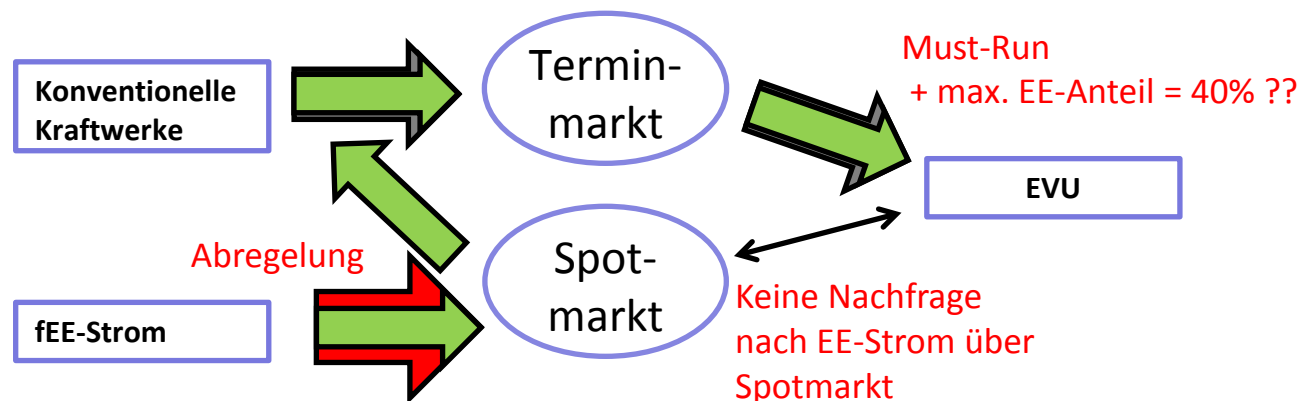 Konventionelle
Kraftwerke
Termin-
markt
Must-Run
+ max. EE-Anteil = 40% ??
EVU
Abregelung
fEE-Strom
Spot-
markt
Keine Nachfrage
nach EE-Strom über
Spotmarkt